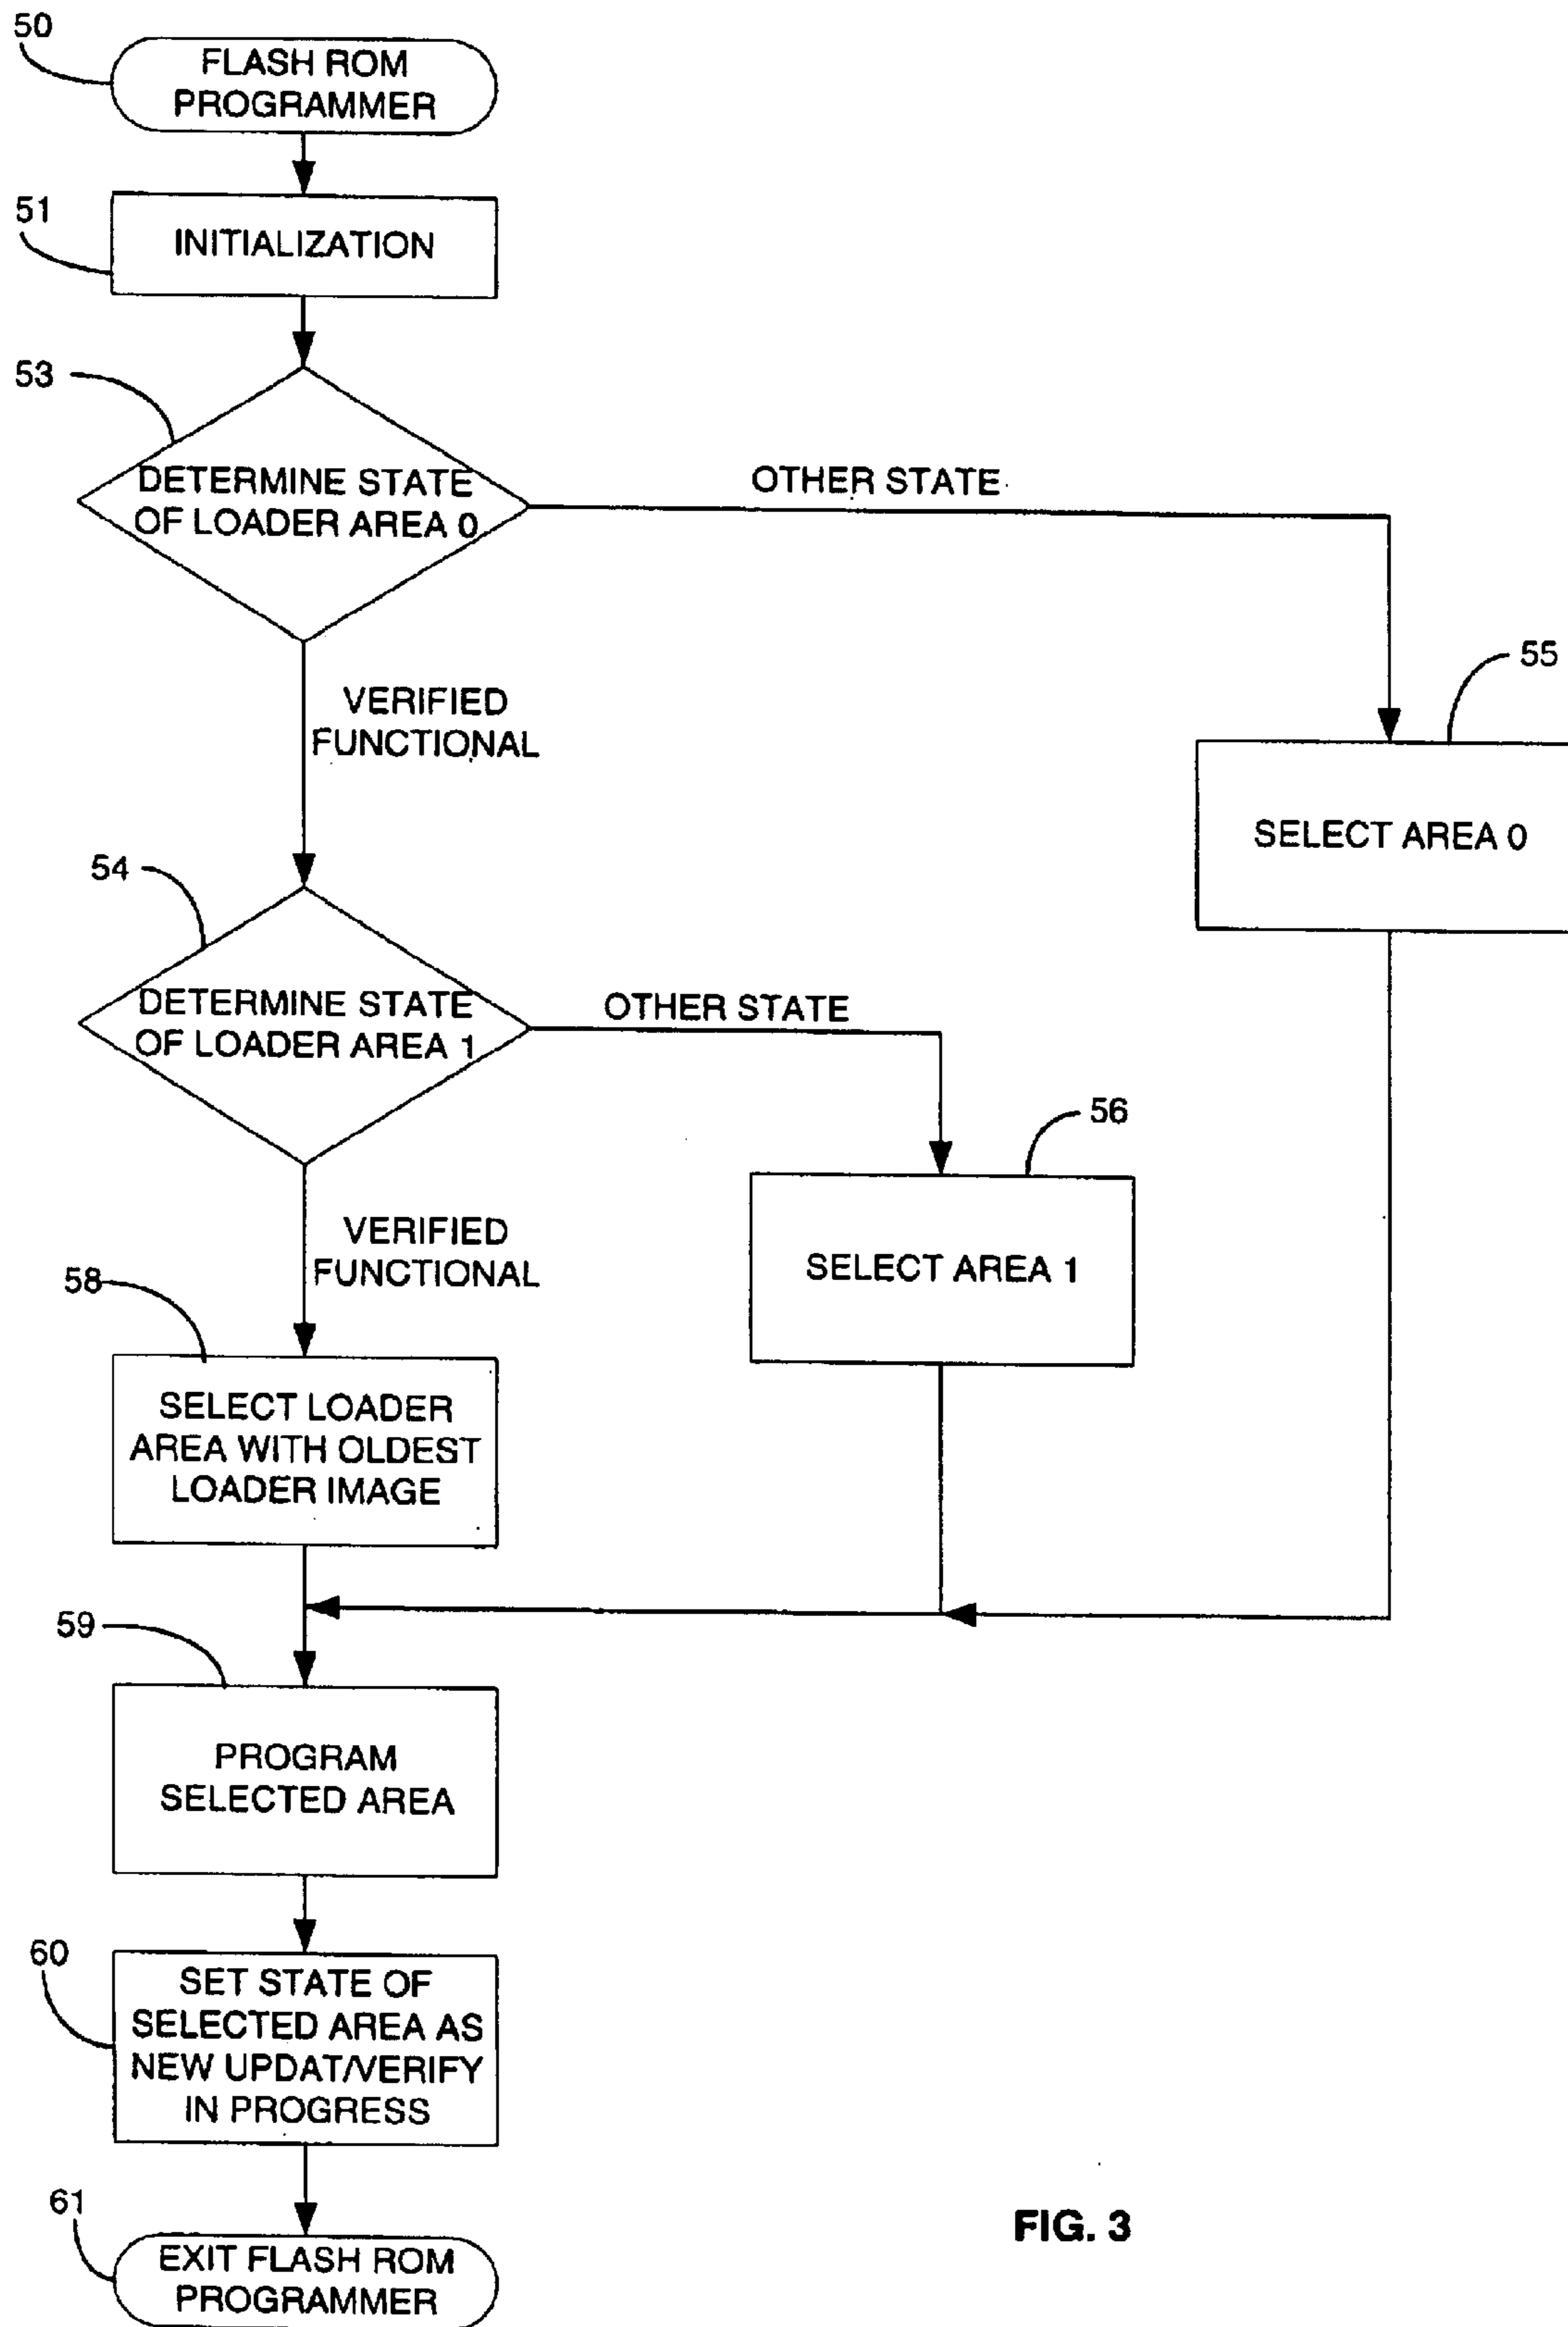 50
FLASH ROM
PROGRAMMER
51
INITIALIZATION
53
DETERMINE STATE
OF LOADER AREA 0
OTHER STATE
VERIFIED
FUNCTIONAL
55
SELECT AREA 0
54
DETERMINE STATE
OF LOADER AREA 1
OTHER STATE
56
SELECT AREA 1
VERIFIED
FUNCTIONAL
58
SELECT LOADER
AREA WITH OLDEST
LOADER IMAGE
59
PROGRAM
SELECTED AREA
60
SET STATE OF
SELECTED AREA AS
NEW UPDAT/VERIFY
IN PROGRESS
61
EXIT FLASH ROM
PROGRAMMER
FIG. 3